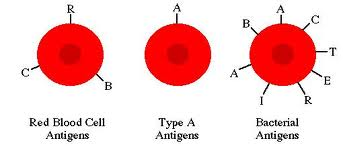 R
C
B
A
B
A
C
T
E
R
I
A
Red Blood Cell
Antigens
Type A
Antigens
Bacterial
Antigens